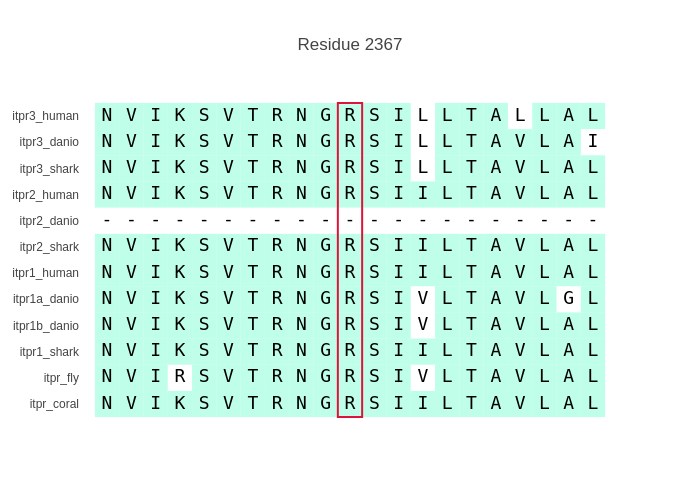 Residue 2367
itpr3_human N V I K S V T R N G R S I L L T A L L A L
itpr3_danio N V I K S V T R N G R S I L L T A V L A I
itpr3_shark N V I K S V T R N G R S I L L T A V L A L
itpr2_human N V I K S V T R N G R S I I L T A V L A L
itpr2_danio - - - - - - - - - - - - - - - - - - - - -
itpr2_shark N V I K S V T R N G R S I I L T A V L A L
itpr1_human N V I K S V T R N G R S I I L T A V L A L
itpr1a_danio N V I K S V T R N G R S I V L T A V L G L
itpr1b_danio N V I K S V T R N G R S I V L T A V L A L
itpr1_shark N V I K S V T R N G R S I I L T A V L A L
itpr_fly N V I R S V T R N G R S I V L T A V L A L
itpr_coral N V I K S V T R N G R S I I L T A V L A L